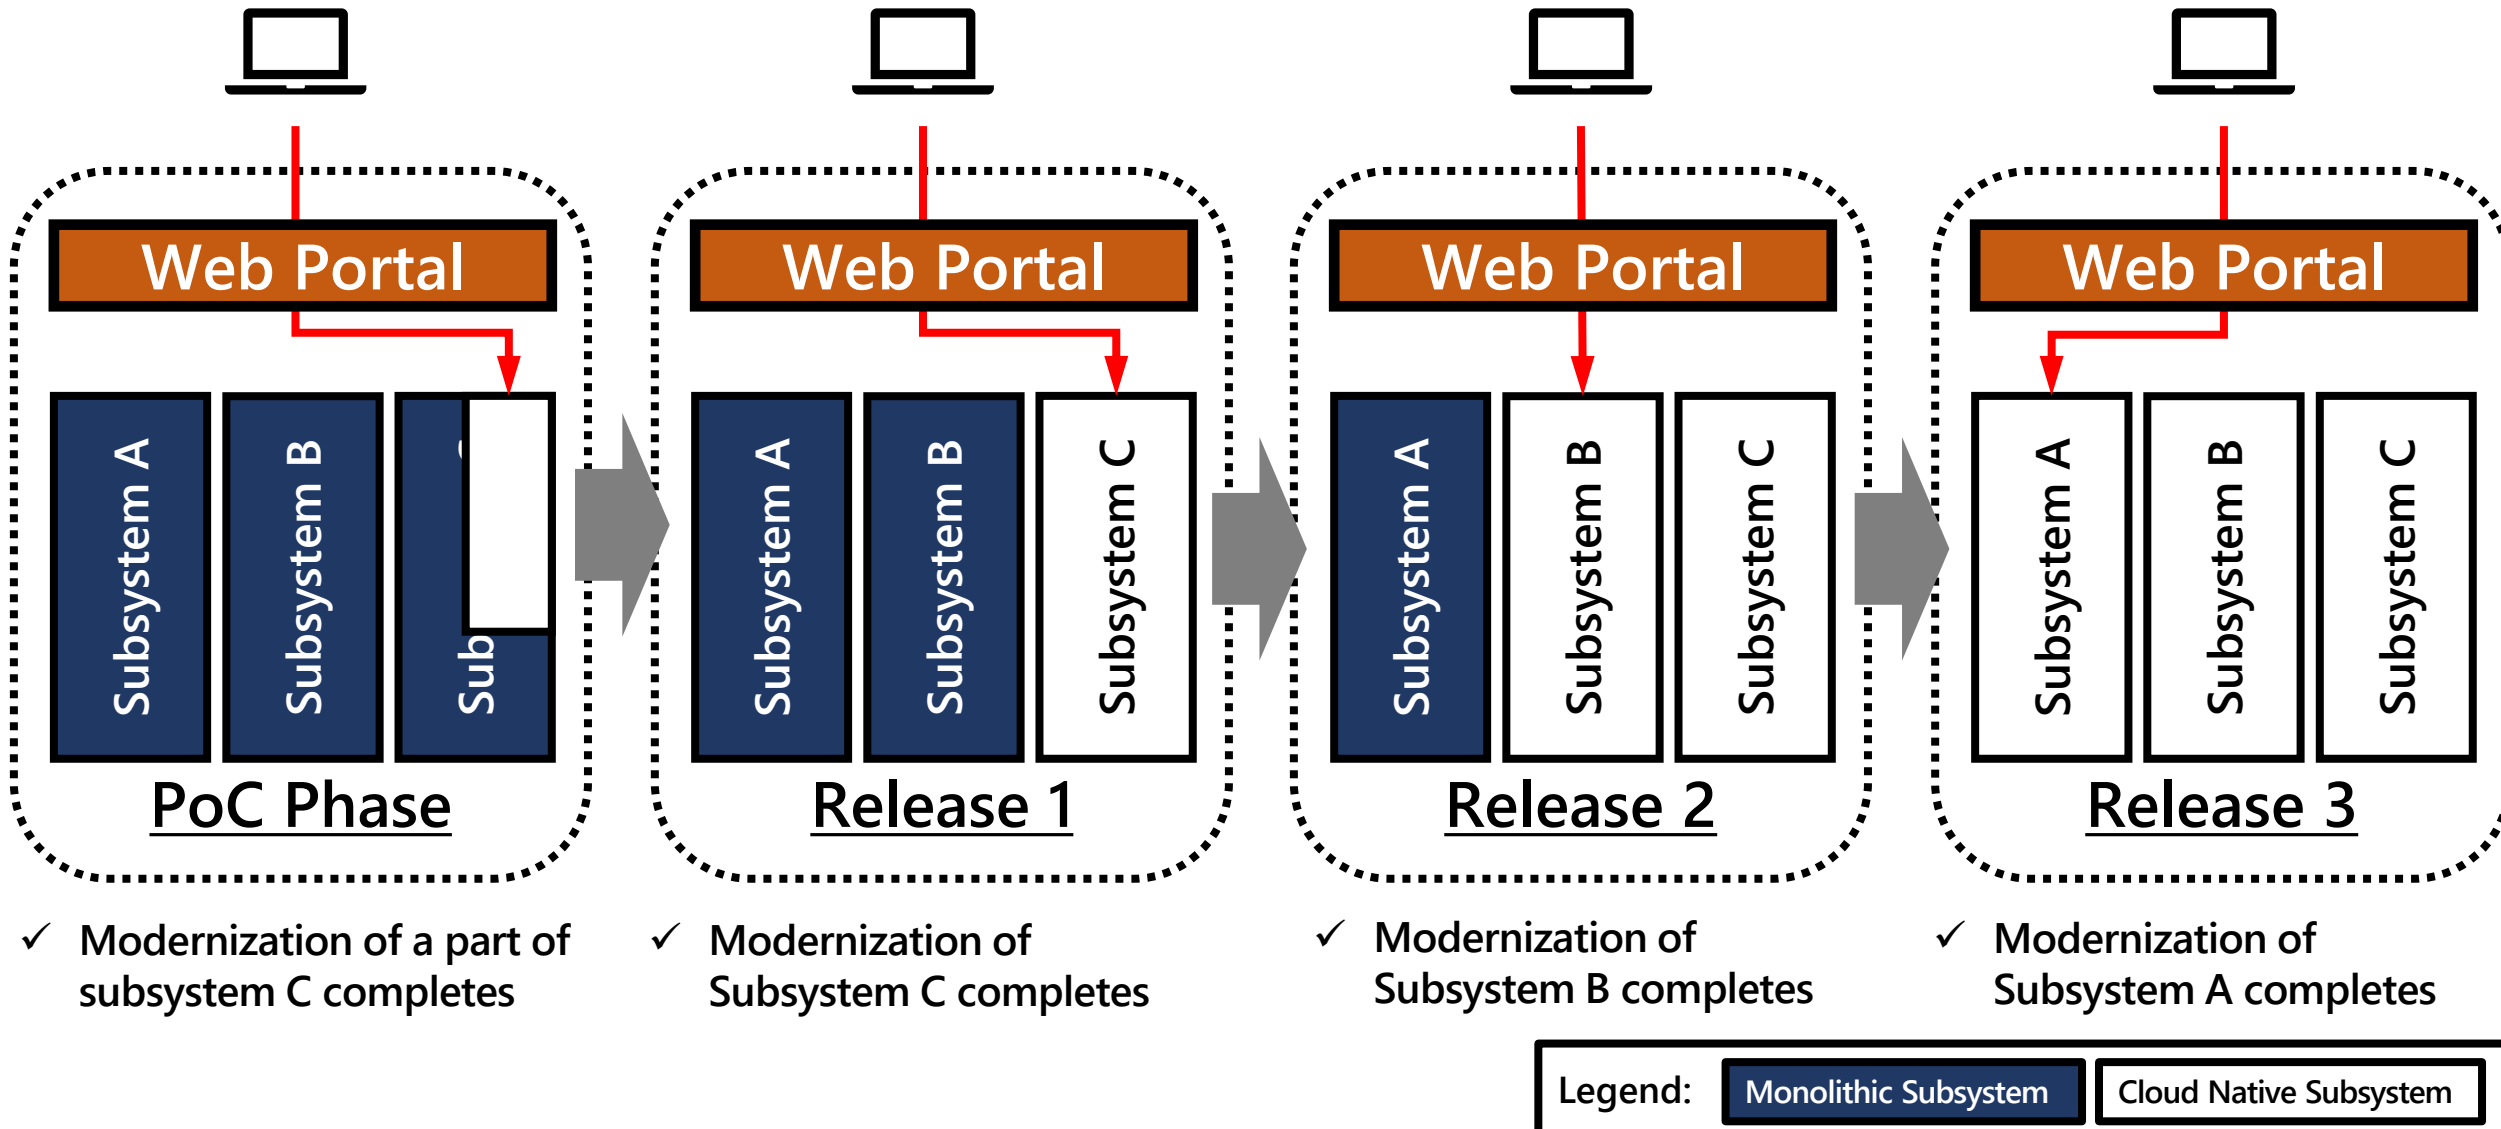 Web Portal
Subsystem A
Subsystem B
Sub
PoC Phase
Modernization of a part of
subsystem C completes
Web Portal
Subsystem A
Subsystem B
Subsystem C
Release 1
Modernization of
Subsystem C completes
Web Portal
Subsystem A
Subsystem B
Subsystem C
Release 2
Modernization of
Subsystem B completes
Web Portal
Subsystem A
Subsystem B
Subsystem C
Release 3
Modernization of
Subsystem A completes
Legend:
Monolithic Subsystem
Cloud Native Subsystem